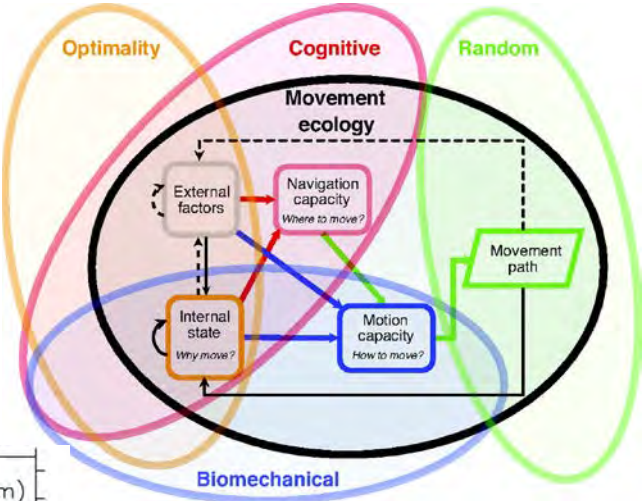 Optimality
Cognitive
Random
Movement
ecology
External
factors
Navigation
capacity
Where to move?
Movement
path
Internal
state
Why move?
Motion
capacity
How to move?
m)
Biomechanical